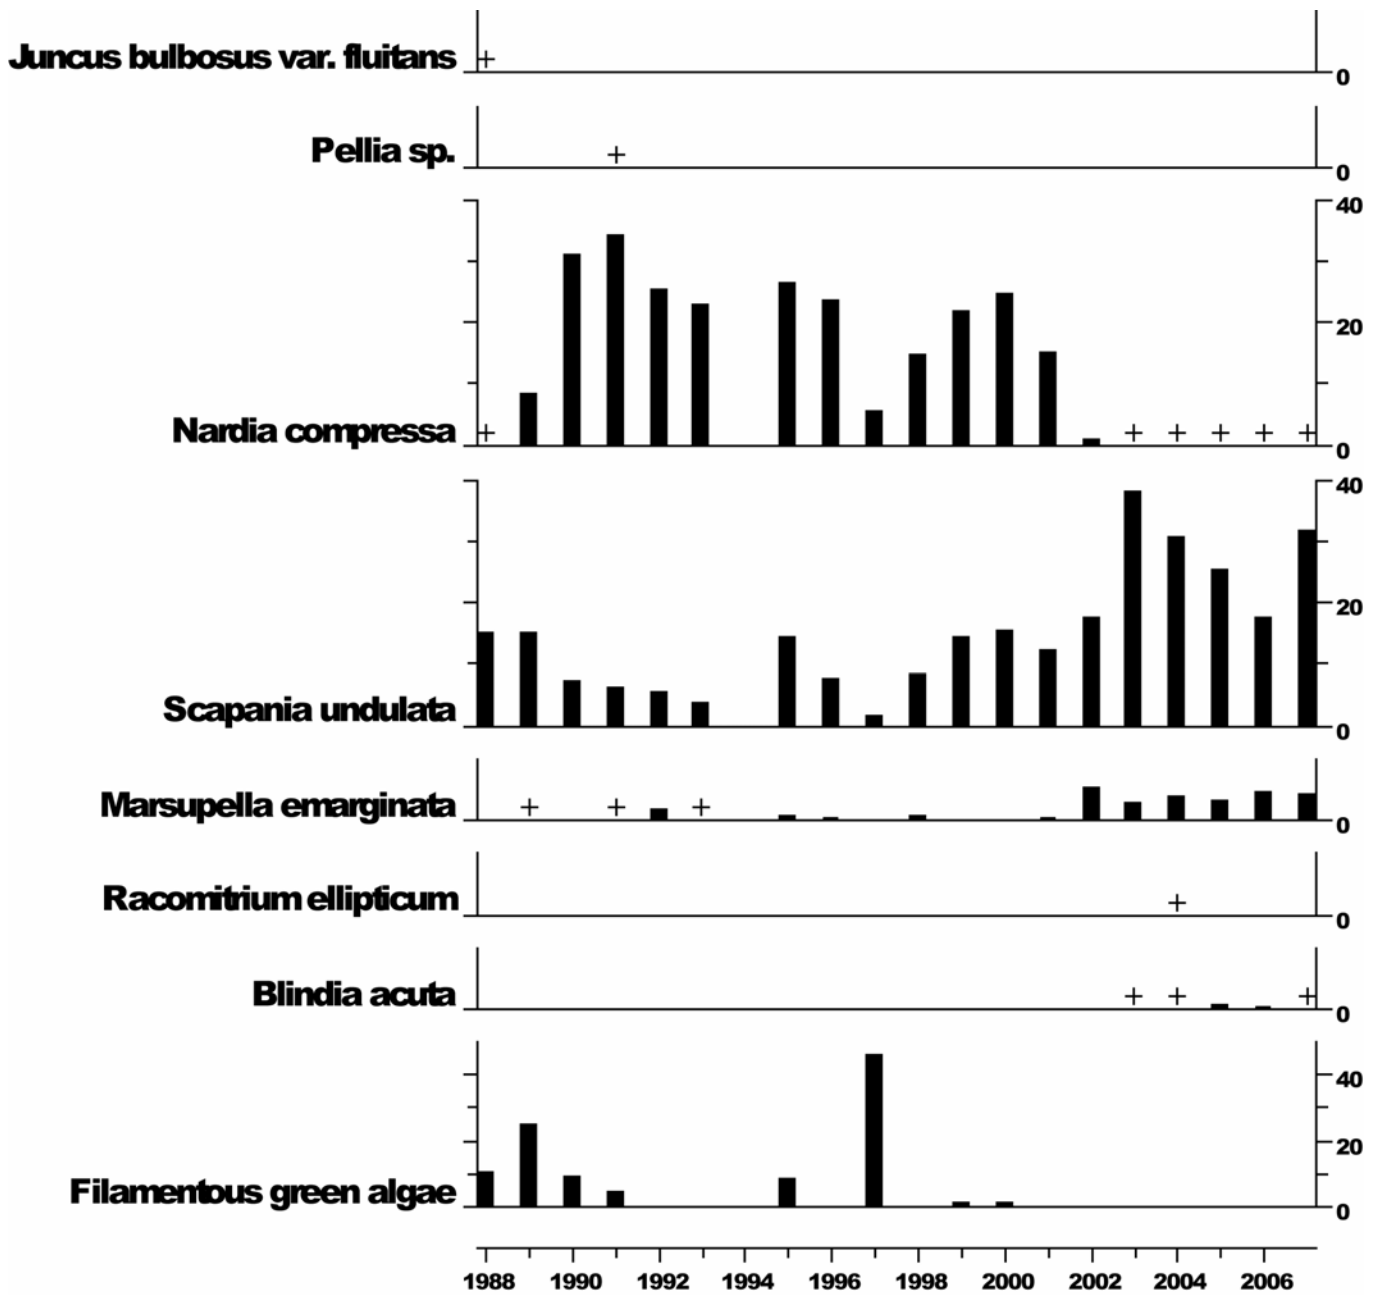 Juncus bulbosus var. fluitans
+
0
Pellia sp.
+
0
40
20
Nardia compressa
+ + + + + +
0
40
20
Scapania undulata
0
Marsupella emarginata
+ + +
0
Racomitrium ellipticum
+
0
Blindia acuta
+ + +
0
40
20
Filamentous green algae
0
1988 1990 1992 1994 1996 1998 2000 2002 2004 2006